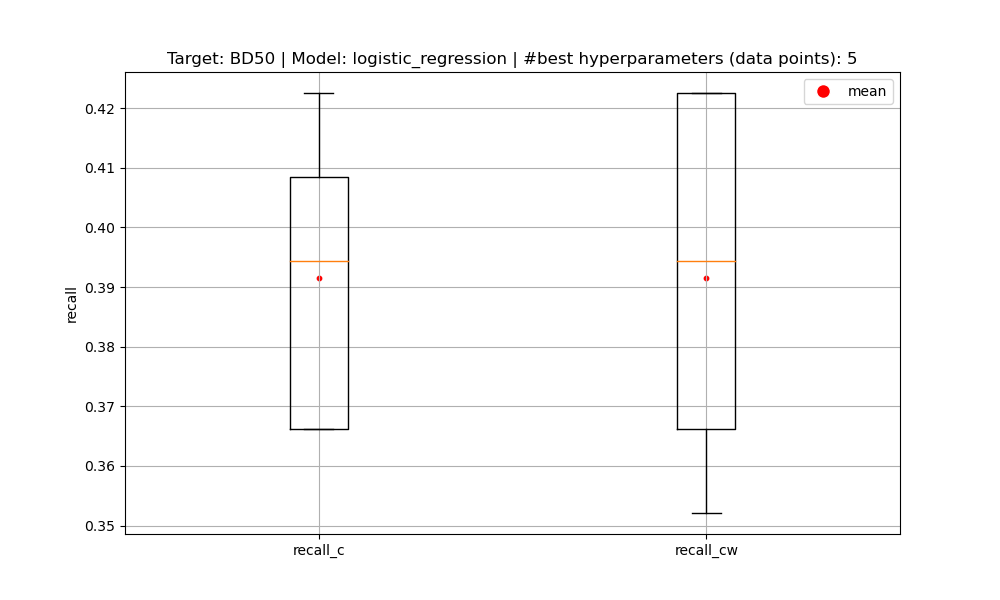 Target: BD50 | Model: logistic_regression | #best hyperparameters (data points): 5
mean
0.42
0.41
0.40
0.39
0.38
0.37
0.36
0.35
recall
recall_c
recall_cw